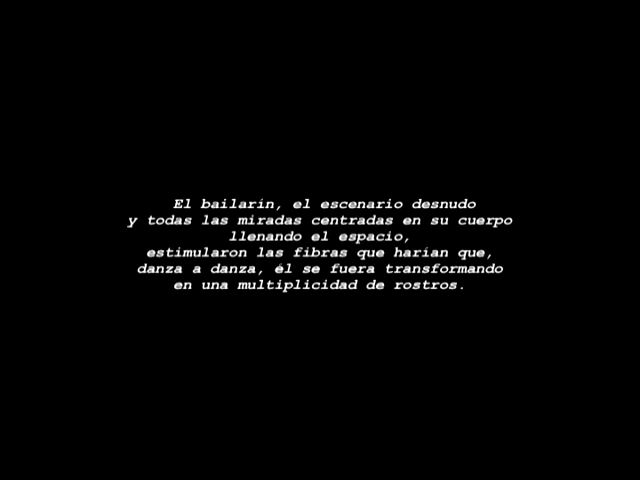 El bailarín, el escenario desnudo
y todas las miradas centradas en su cuerpo
llenando el espacio,
estimularon las fibras que harían que,
danza a danza, él se fuera transformando
en una multiplicidad de rostros.